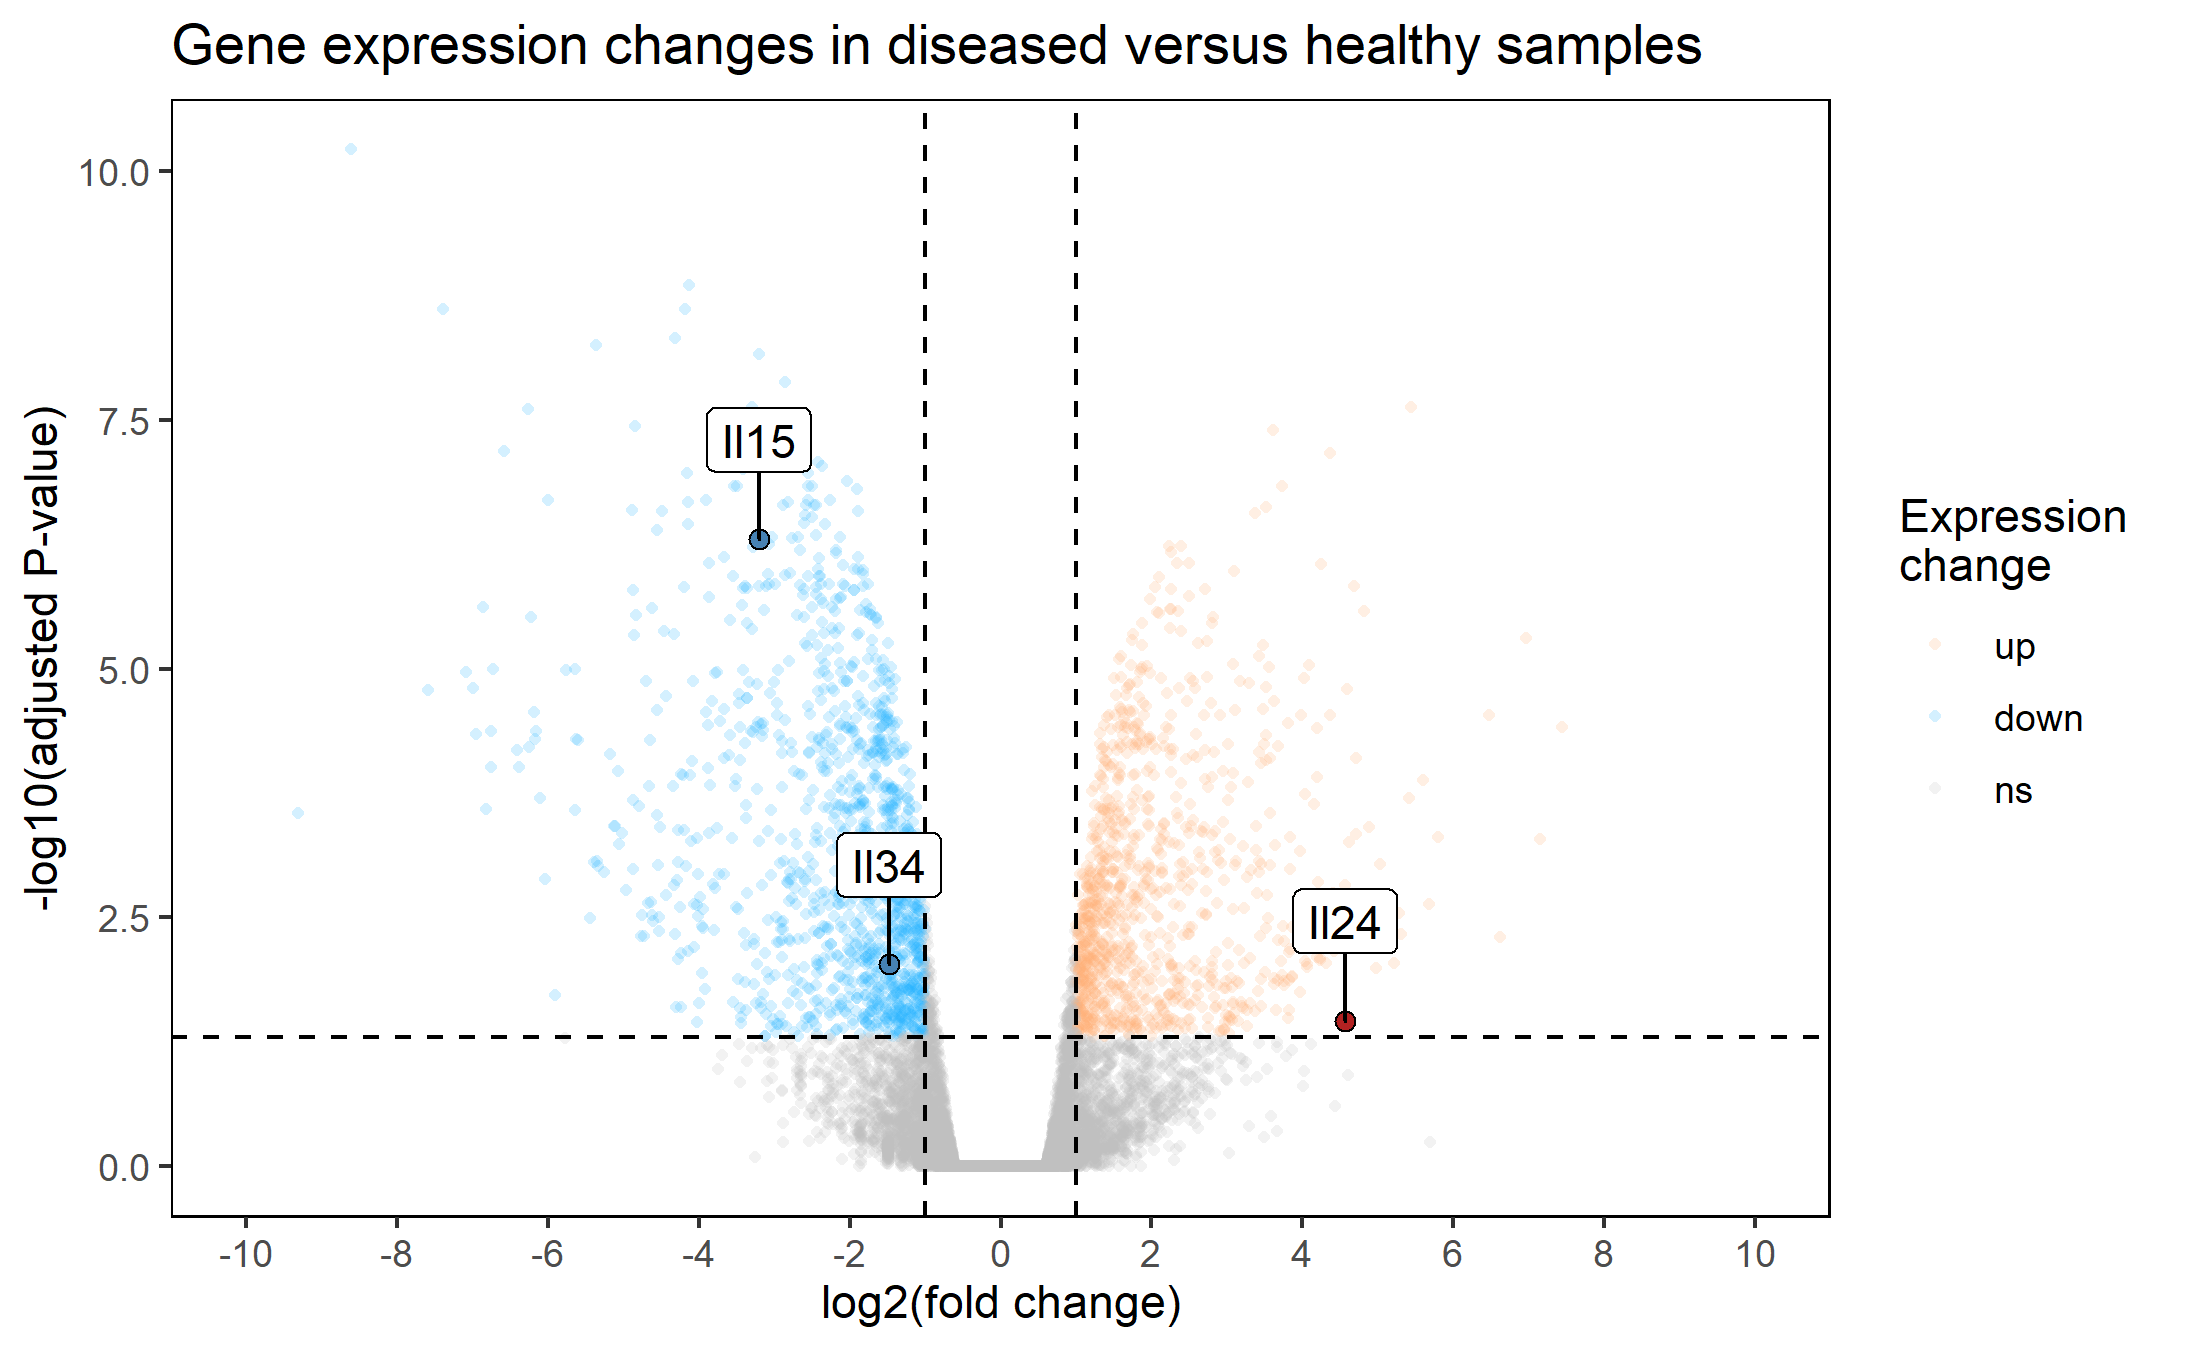 Gene expression changes in diseased versus healthy samples
10.0
7.5
5.0
2.5
0.0
-log10(adjusted P-value)
Il15
Il34
Il24
-10 -8 -6 -4 -2 0 2 4 6 8 10
log2(fold change)
Expression
change
up
down
ns